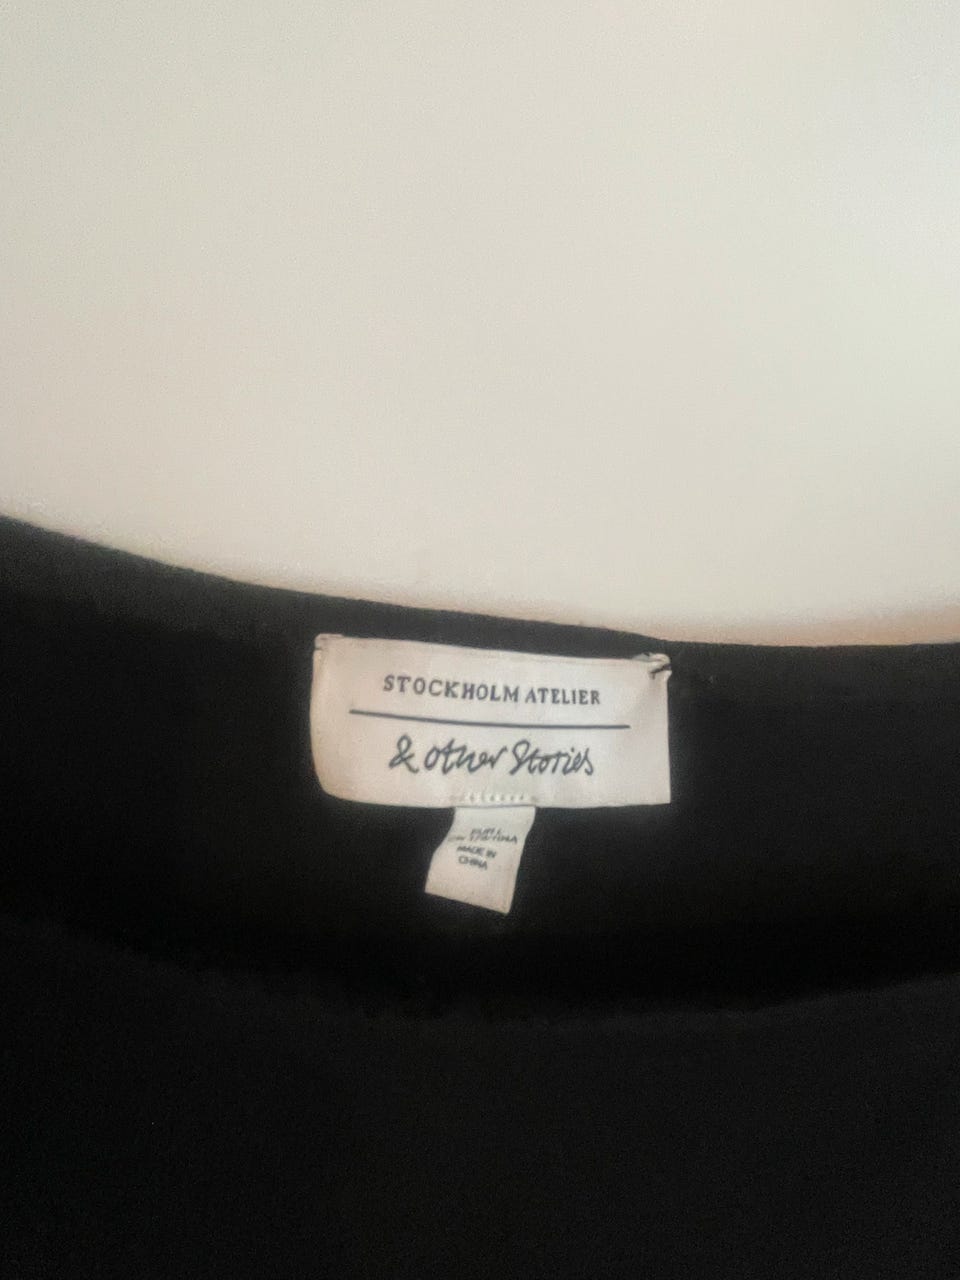 STOCKHOLM ATELIER
& other Stories
MADE IN
CHINA